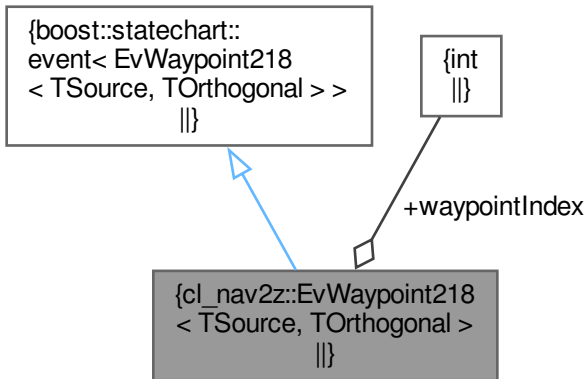 {boost::statechart::
event< EvWaypoint218
< TSource, TOrthogonal > >
||}
{int
||}
+waypointIndex
{cl_nav2z::EvWaypoint218
< TSource, TOrthogonal >
||}